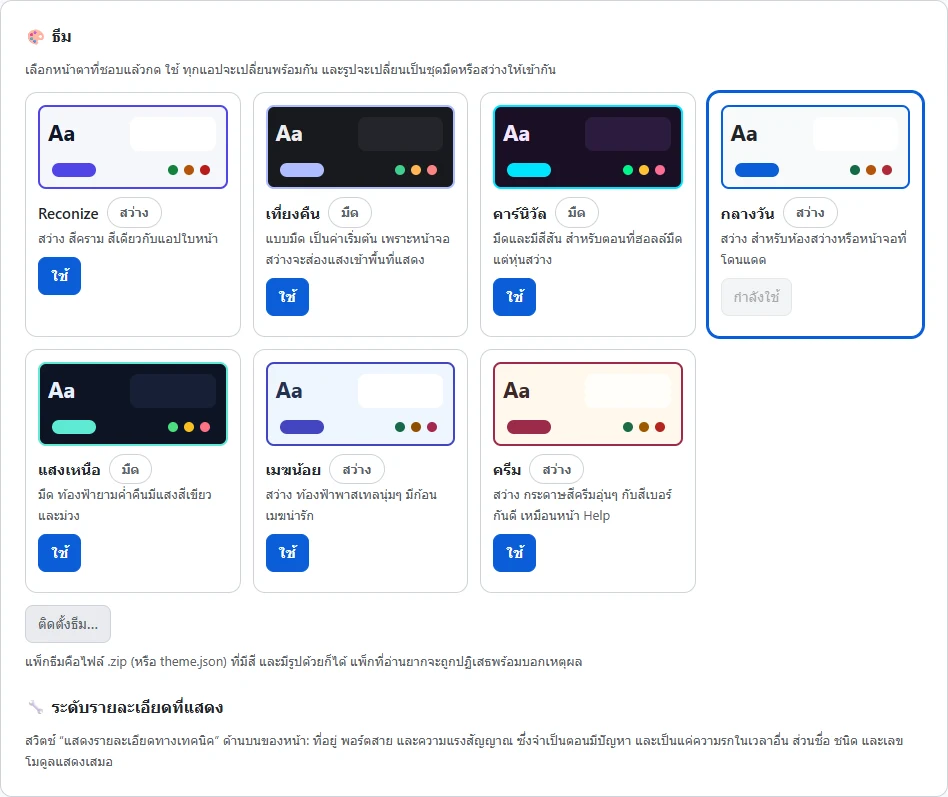 ธีม
เลือกหน้าตาที่ชอบแล้วกด ใช้ ทุกแอปจะเปลี่ยนพร้อมกัน และรูปจะเปลี่ยนเป็นชุดมืดหรือสว่างให้เข้ากัน
Aa
Reconize สว่าง
สว่าง สีคราม สีเดียวกับแอปใบหน้า
ใช้
Aa
เที่ยงคืน มืด
แบบมืด เป็นค่าเริ่มต้น เพราะหน้าจอ
สว่างจะส่องแสงเข้าพื้นที่แสดง
ใช้
Aa
คาร์นิวัล มืด
มืดและมีสีสัน สำหรับตอนที่ฮอลล์มืด
แต่หุ่นสว่าง
ใช้
Aa
กลางวัน สว่าง
สว่าง สำหรับห้องสว่างหรือหน้าจอที่
โดนแดด
กำลังใช้
Aa
แสงเหนือ มืด
มืด ท้องฟ้ายามค่ำคืนมีแสงสีเขียว
และม่วง
ใช้
Aa
เมฆน้อย สว่าง
สว่าง ท้องฟ้าพาสเทลนุ่มๆ มีก้อน
เมฆน่ารัก
ใช้
Aa
ครีม สว่าง
สว่าง กระดาษสีครีมอุ่นๆ กับสีเบอร์
กันดี เหมือนหน้า Help
ใช้
ติดตั้งธีม...
แพ็กธีมคือไฟล์ .zip (หรือ theme.json) ที่มีสี และมีรูปด้วยก็ได้ แพ็กที่อ่านยากจะถูกปฏิเสธพร้อมบอกเหตุผล
ระดับรายละเอียดที่แสดง
สวิตช์ “แสดงรายละเอียดทางเทคนิค” ด้านบนของหน้า: ที่อยู่ พอร์ตสาย และความแรงสัญญาณ ซึ่งจำเป็นตอนมีปัญหา และเป็นแค่ความรกในเวลาอื่น ส่วนชื่อ ชนิด และเลข
โมดูลแสดงเสมอ